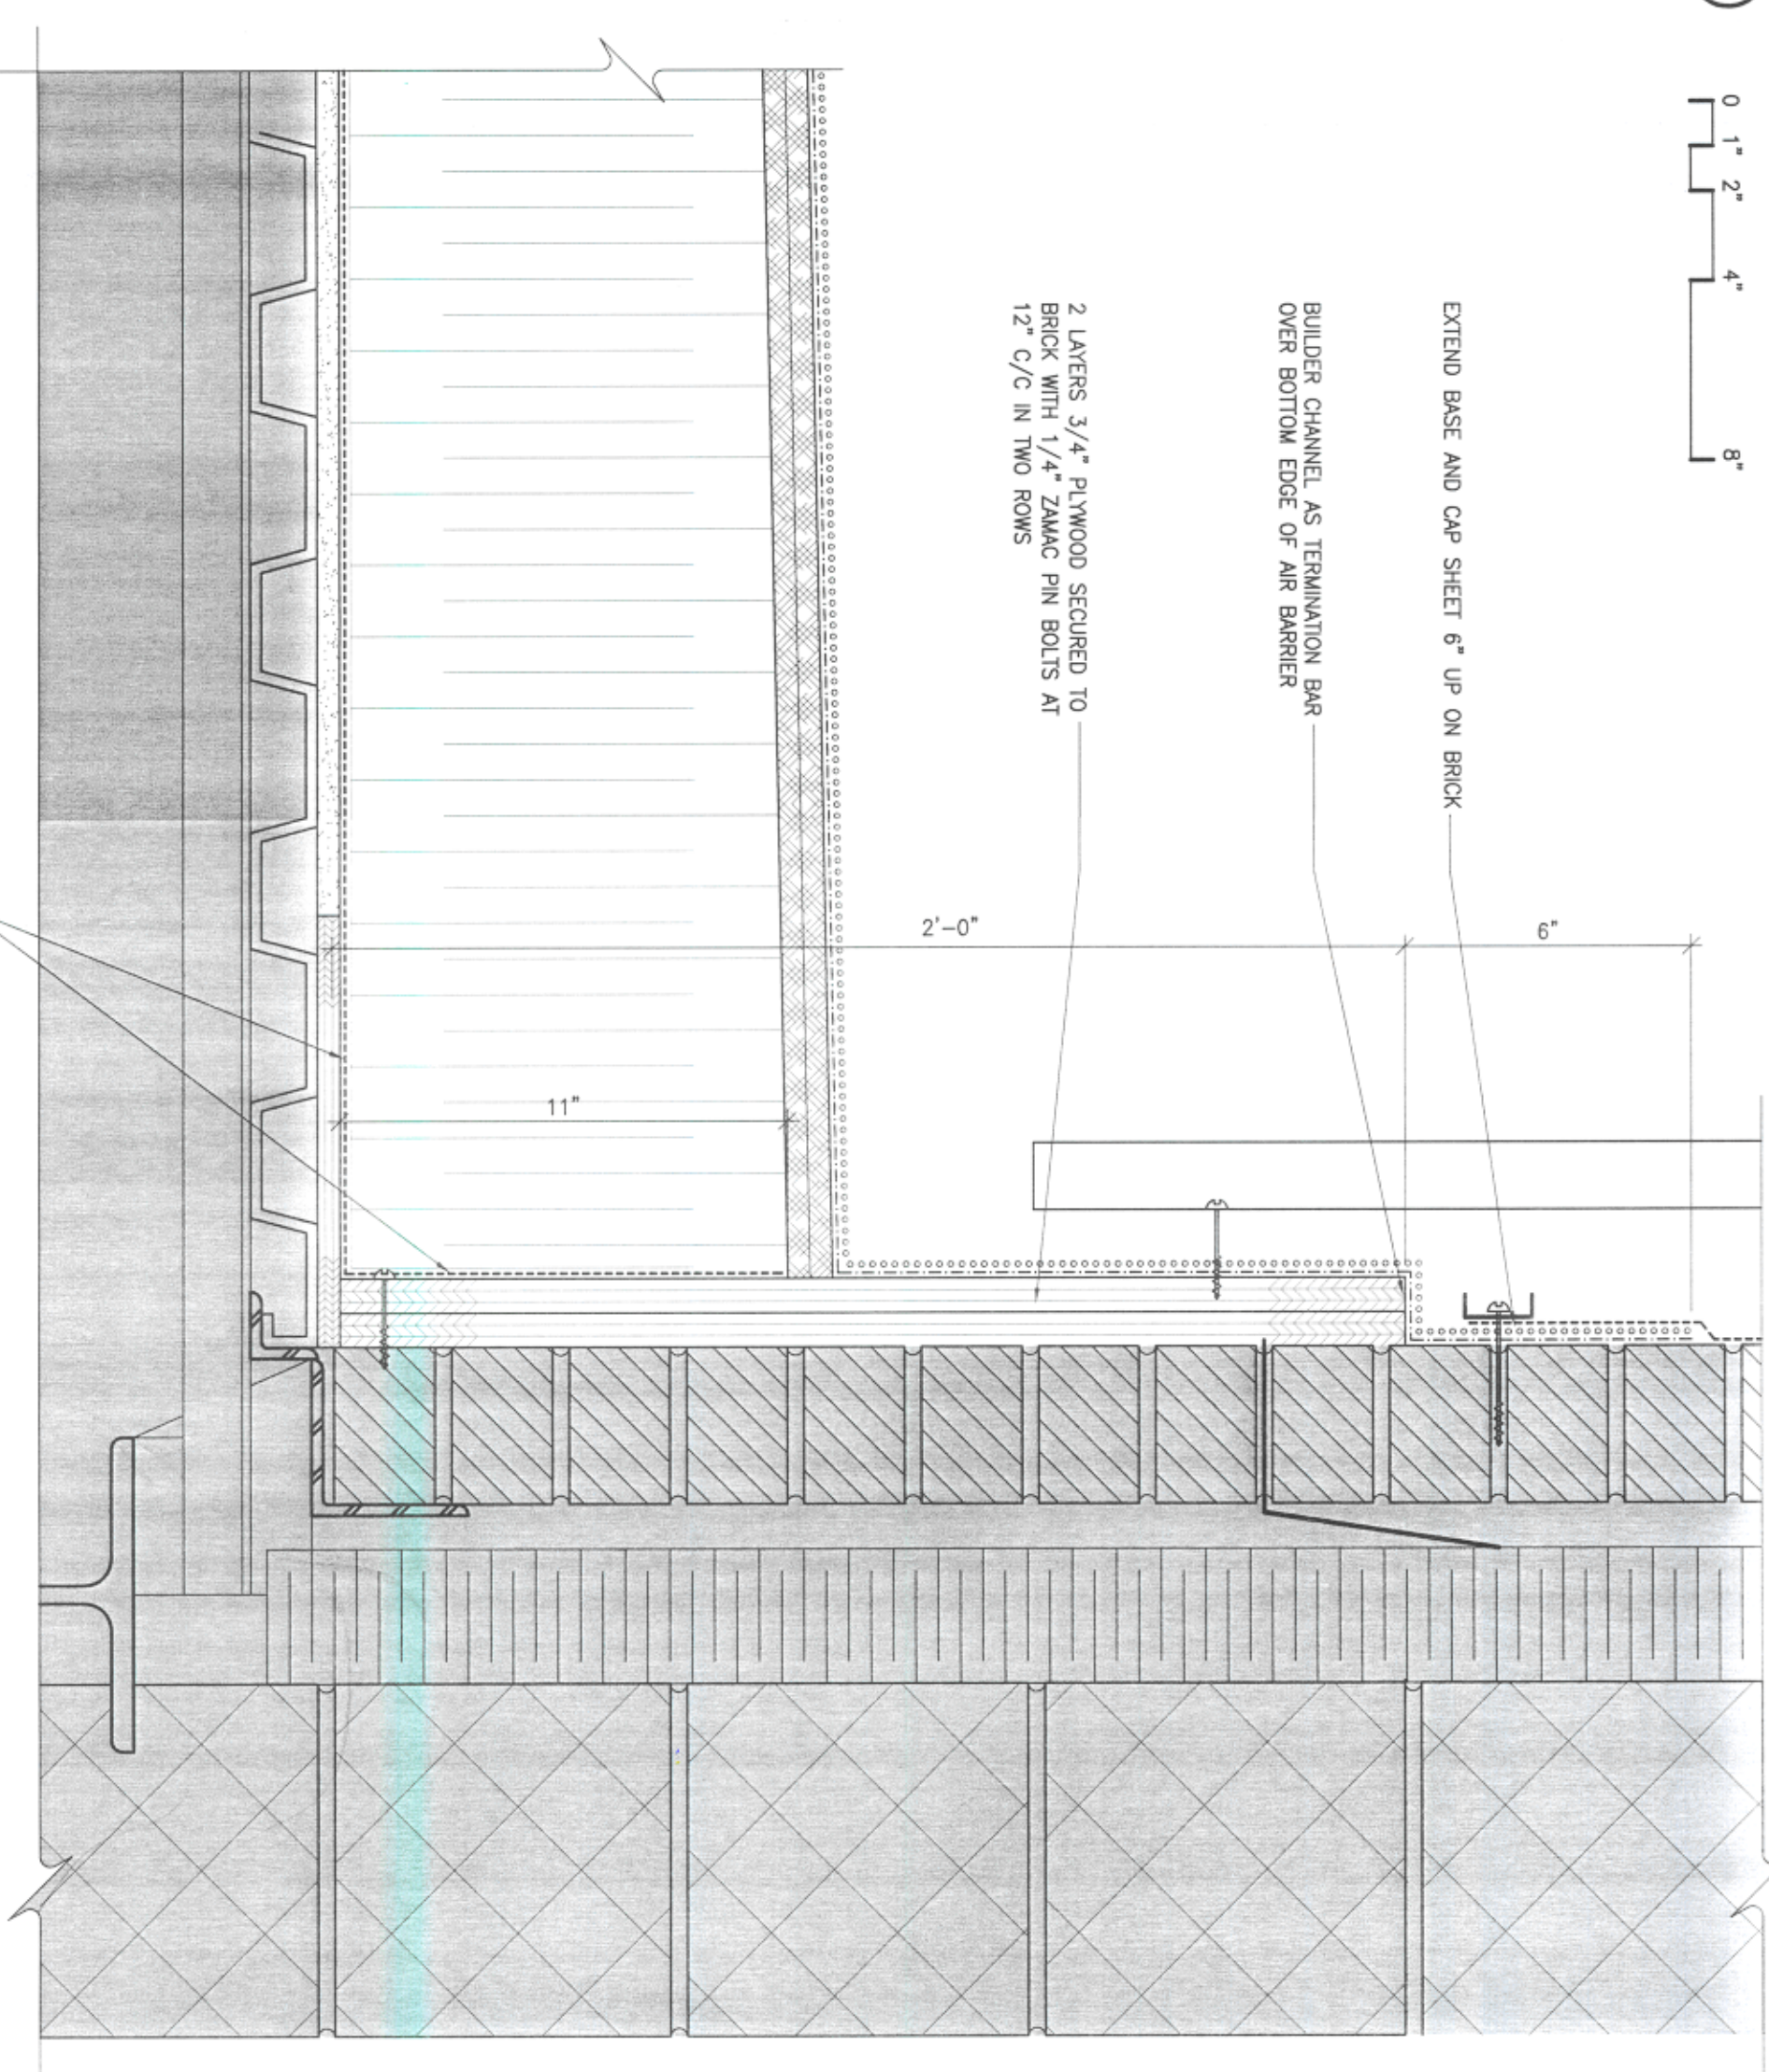 0 1" 2" 4" 8"
EXTEND BASE AND CAP SHEET 6" UP ON BRICK
BUILDER CHANNEL AS TERMINATION BAR
OVER BOTTOM EDGE OF AIR BARRIER
2 LAYERS 3/4" PLYWOOD SECURED TO
BRICK WITH 1/4" ZAMAC PIN BOLTS AT
12" C/C IN TWO ROWS
6"
2'-0"
11"